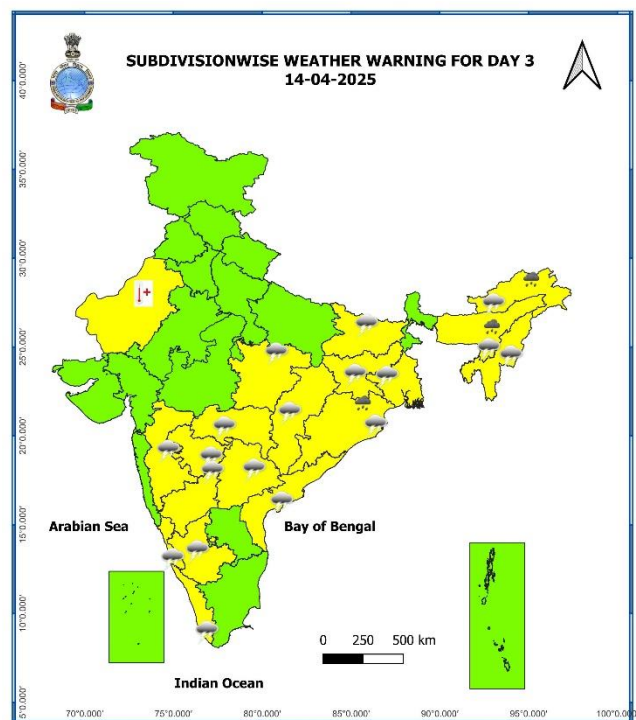 SUBDIVISIONWISE WEATHER WARNING FOR DAY 3
14-04-2025
40°0.000'
35°0.000'
30°0.000'
25°0.000'
20°0.000'
15°0.000'
10°0.000'
5°0.000'
Arabian Sea
Bay of Bengal
0 250 500 km
Indian Ocean
70°0.000' 75°0.000' 80°0.000' 85°0.000' 90°0.000' 95°0.000' 100°0.000'